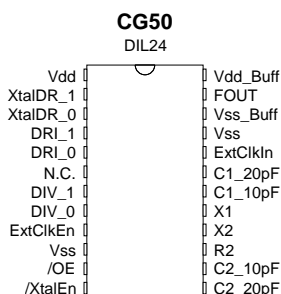 CG50
DIL24
Vdd Vdd_Buff
XtalDR_1 FOUT
XtalDR_0 Vss_Buff
DRI_1 Vss
DRI_0 ExtClkIn
N.C. C1_20pF
DIV_1 C1_10pF
DIV_0 X1
ExtClkEn X2
Vss R2
/OE C2_10pF
/XtalEn C2_20pF